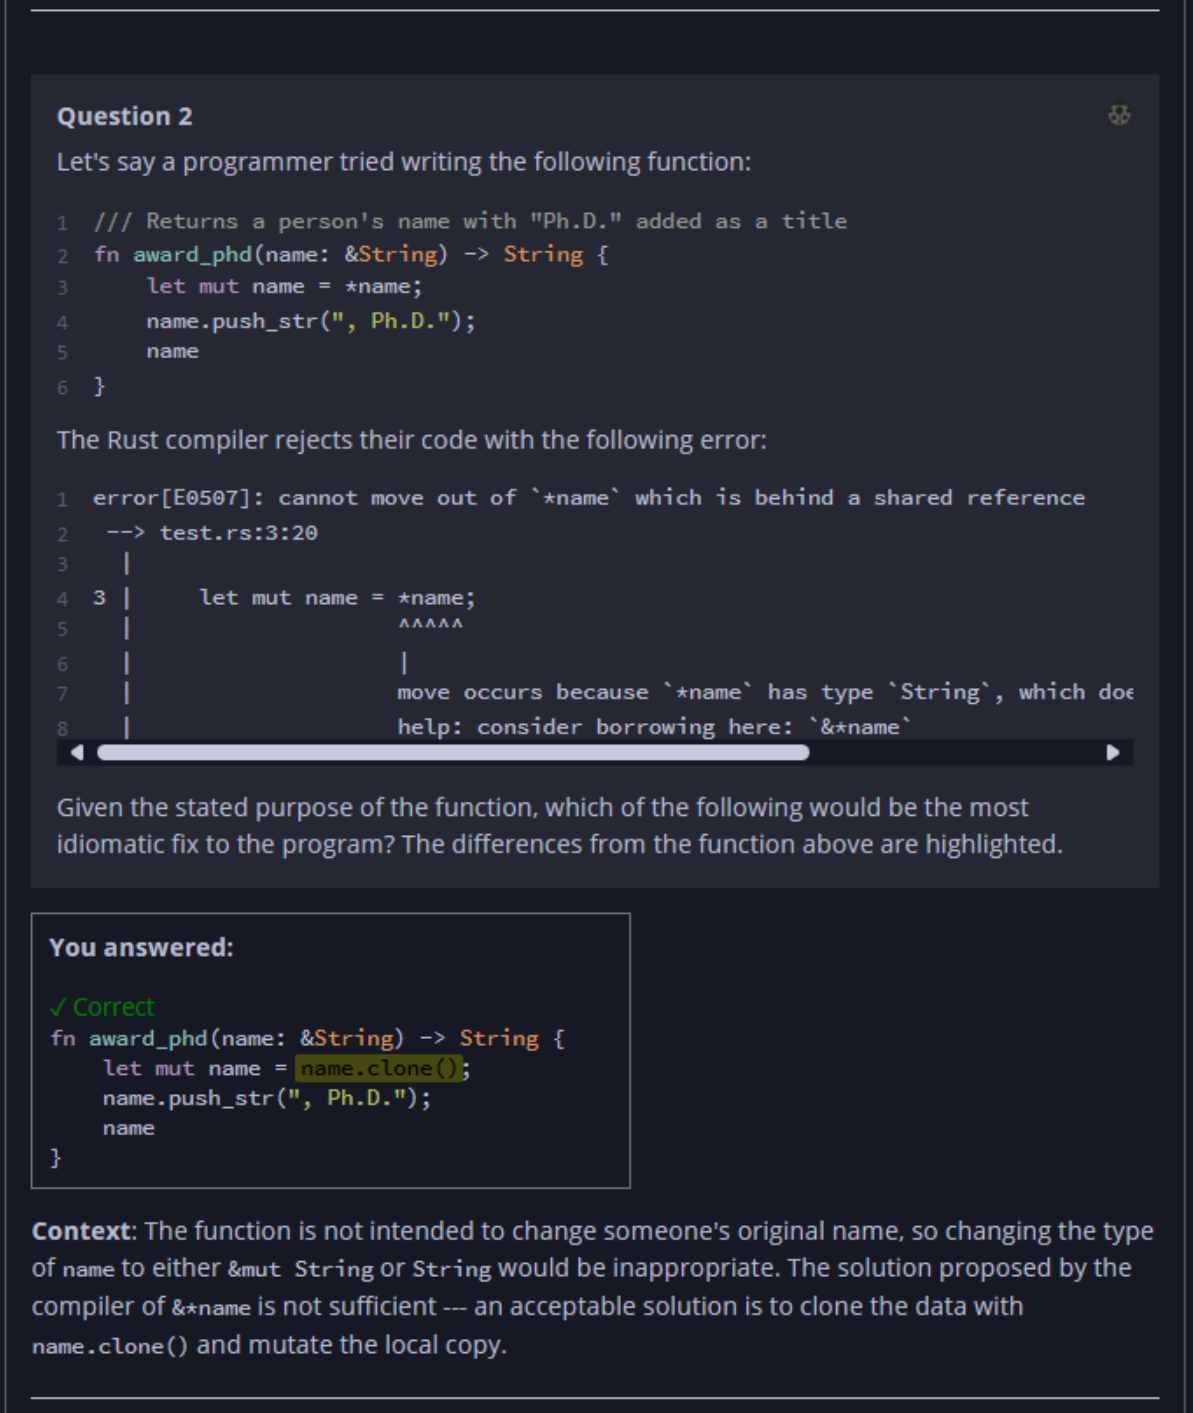 Question 2
Let's say a programmer tried writing the following function:
1 /// Returns a person's name with "Ph.D." added as a title
2 fn award_phd(name: &String) -> String {
3     let mut name = *name;
4     name.push_str(", Ph.D.");
5     name
6 }
The Rust compiler rejects their code with the following error:
1 error[E0507]: cannot move out of `*name` which is behind a shared reference
2  --> test.rs:3:20
3   |
4 3 |     let mut name = *name;
5   |                    ^^^^^
6   |                    |
7   |                    move occurs because `*name` has type `String`, which doe
8   |                    help: consider borrowing here: `&*name`
Given the stated purpose of the function, which of the following would be the most
idiomatic fix to the program? The differences from the function above are highlighted.
You answered:
✓ Correct
fn award_phd(name: &String) -> String {
    let mut name = name.clone();
    name.push_str(", Ph.D.");
    name
}
Context: The function is not intended to change someone's original name, so changing the type
of name to either &mut String or String would be inappropriate. The solution proposed by the
compiler of &*name is not sufficient --- an acceptable solution is to clone the data with
name.clone() and mutate the local copy.